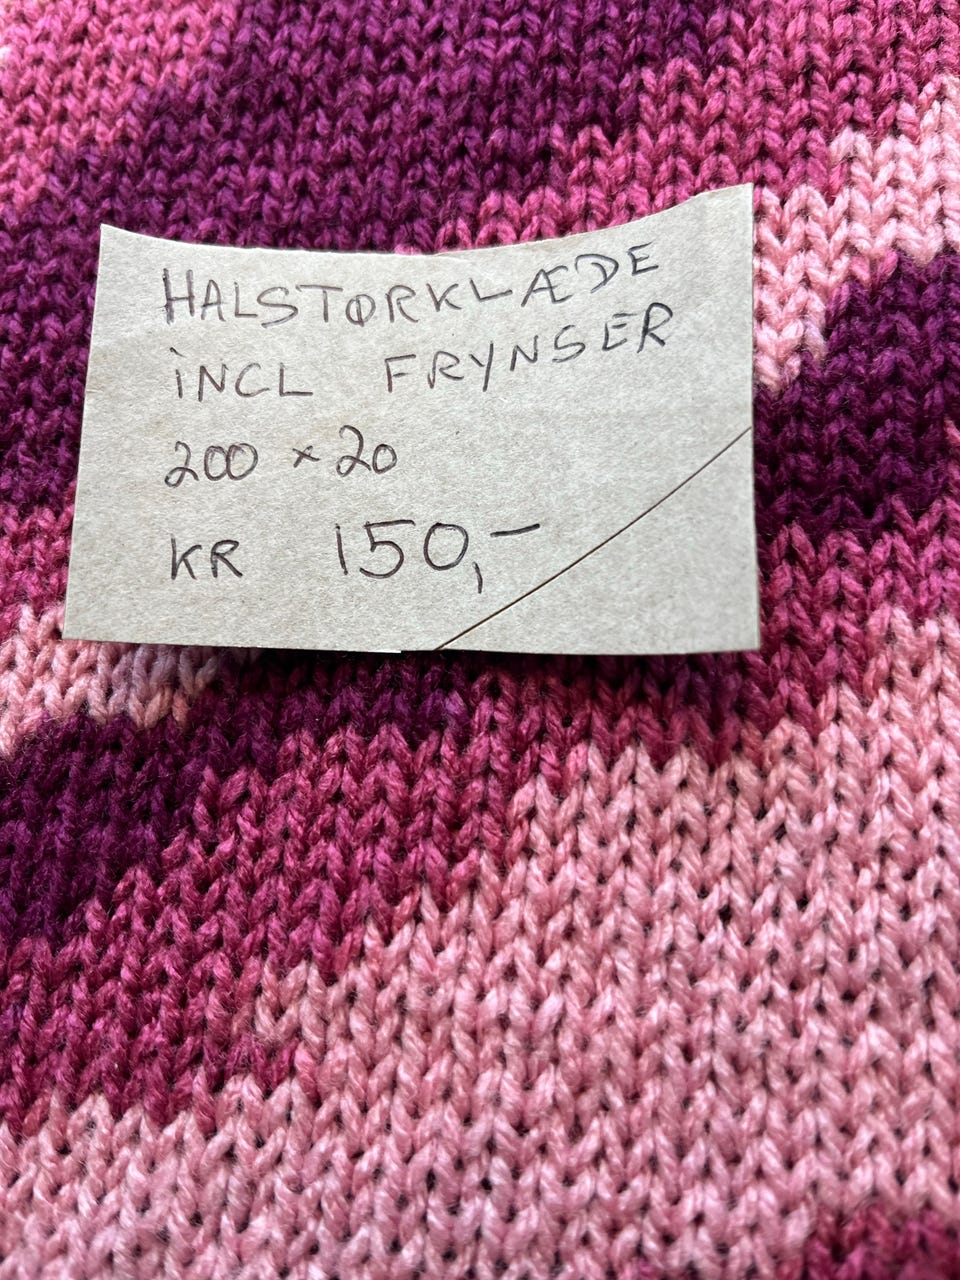 HALSTØRKLÆDE
iNCL FRYNSER
200 × 20
KR 150,-